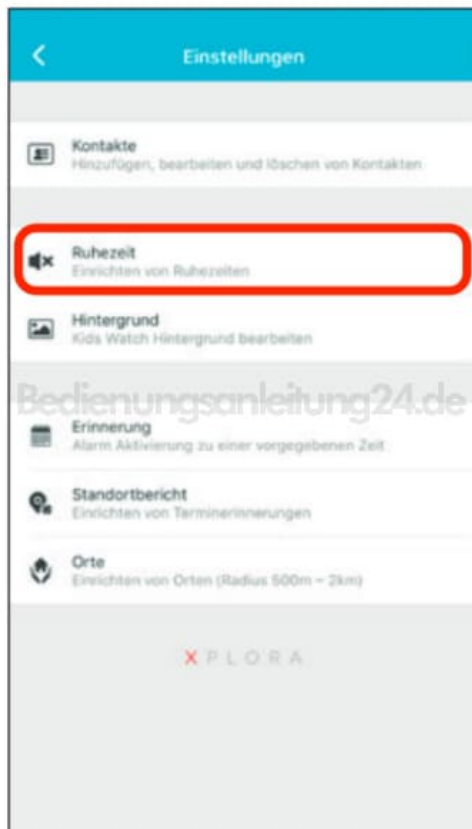 Einstellungen
Kontakte
Hinzufügen, bearbeiten und löschen von Kontakten
Ruhezeit
Einrichten von Ruhezeiten
Hintergrund
Kids Watch Hintergrund bearbeiten
Bedienungsanleitung24.de
Erinnerung
Alarm Aktivierung zu einer vorgegebenen Zeit
Standortbericht
Einrichten von Terminerinnerungen
Orte
Einrichten von Orten (Radius 500m ~ 2km)
XPLORA